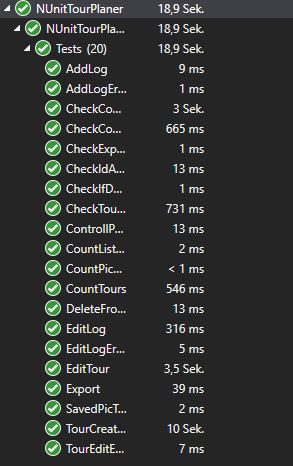 NUnitTourPlaner 18,9 Sek.
NUnitTourPla... 18,9 Sek.
Tests (20) 18,9 Sek.
AddLog 9 ms
AddLogEr... 1 ms
CheckCo... 3 Sek.
CheckCo... 665 ms
CheckExp... 1 ms
CheckIdA... 13 ms
CheckIfD... 1 ms
CheckTou... 731 ms
ControllP... 13 ms
CountList... 2 ms
CountPic... < 1 ms
CountTours 546 ms
DeleteFro... 13 ms
EditLog 316 ms
EditLogEr... 5 ms
EditTour 3,5 Sek.
Export 39 ms
SavedPicT... 2 ms
TourCreat... 10 Sek.
TourEditE... 7 ms